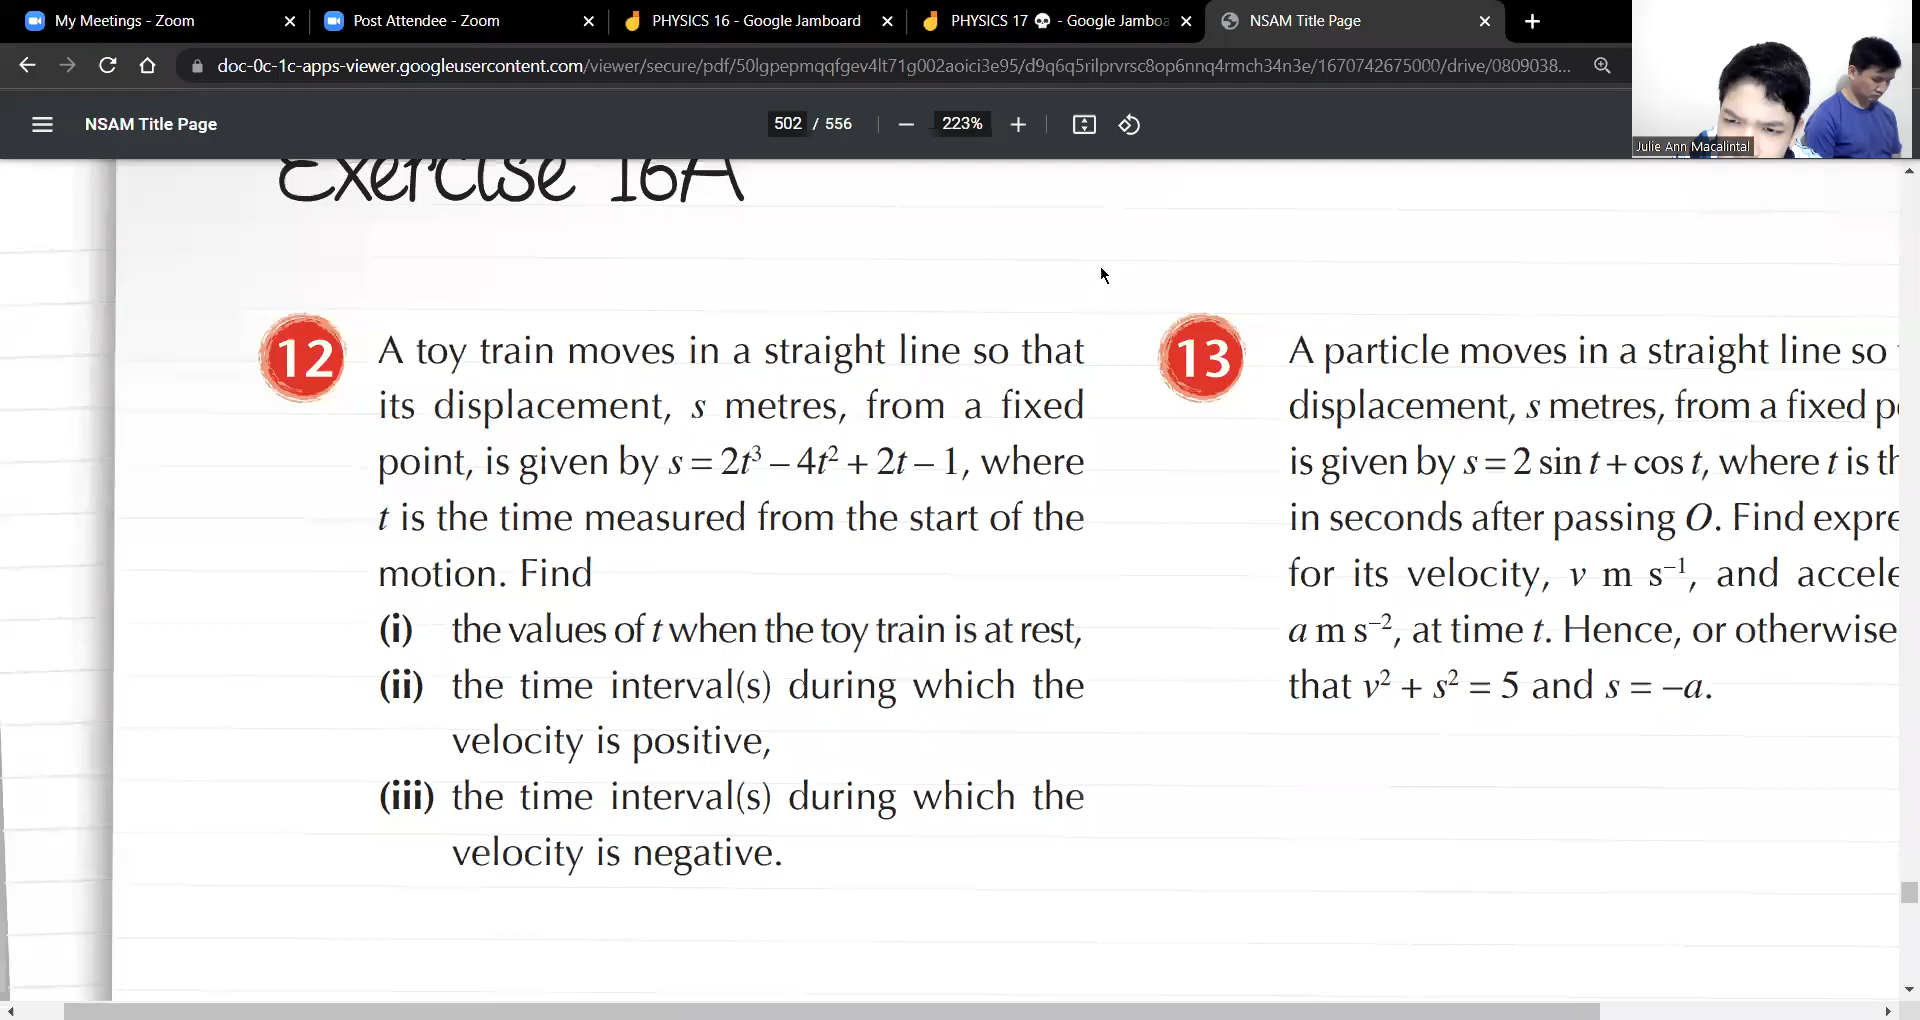 My Meetings - Zoom
Post Attendee - Zoom
PHYSICS 16 - Google Jamboard
PHYSICS 17 💀 - Google Jamboa
NSAM Title Page
doc-0c-1c-apps-viewer.googleusercontent.com/viewer/secure/pdf/50lgpepmqqfgev4lt71g002aoici3e95/d9q6q5rilprvrsc8op6nnq4rmch34n3e/1670742675000/drive/0809038...
NSAM Title Page
502 / 556
223%
Julie Ann Macalintal
Exercise 16A
12 A toy train moves in a straight line so that
its displacement, s metres, from a fixed
point, is given by s = 2t³ – 4t² + 2t – 1, where
t is the time measured from the start of the
motion. Find
(i) the values of t when the toy train is at rest,
(ii) the time interval(s) during which the
velocity is positive,
(iii) the time interval(s) during which the
velocity is negative.
13 A particle moves in a straight line so
displacement, s metres, from a fixed p
is given by s = 2 sin t + cos t, where t is th
in seconds after passing O. Find expre
for its velocity, v m s⁻¹, and accele
a m s⁻², at time t. Hence, or otherwise
that v² + s² = 5 and s = –a.